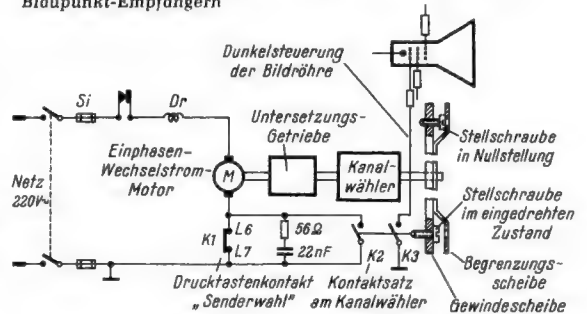 Blaupunkt-Empfängern
Dunkelsteuerung
der Bildröhre
Si
Dr
Untersetzungs-
Getriebe
Einphasen-
Wechselstrom-
Motor
M
Kanal-
wähler
Stellschraube
in Nullstellung
Netz
220V~
Stellschraube
im eingedrehten
Zustand
K1
L6
L7
56Ω
22nF
K2
K3
Drucktastenkontakt
„Senderwahl"
Kontaktsatz
am Kanalwähler
Begrenzungs-
scheibe
Gewindescheibe